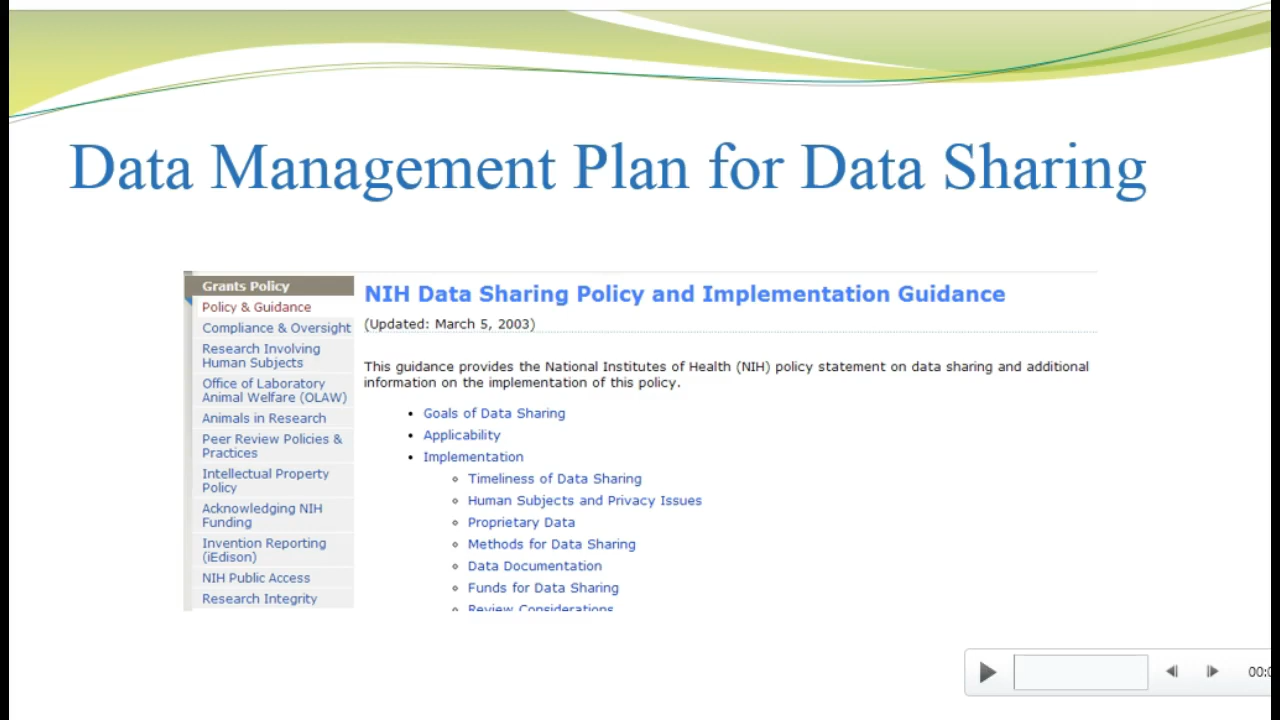 Data Management Plan for Data Sharing
Grants Policy
Policy & Guidance
Compliance & Oversight
Research Involving
Human Subjects
Office of Laboratory
Animal Welfare (OLAW)
Animals in Research
Peer Review Policies &
Practices
Intellectual Property
Policy
Acknowledging NIH
Funding
Invention Reporting
(iEdison)
NIH Public Access
Research Integrity
NIH Data Sharing Policy and Implementation Guidance
(Updated: March 5, 2003)
This guidance provides the National Institutes of Health (NIH) policy statement on data sharing and additional
information on the implementation of this policy.
• Goals of Data Sharing
• Applicability
• Implementation
Timeliness of Data Sharing
Human Subjects and Privacy Issues
Proprietary Data
Methods for Data Sharing
Data Documentation
Funds for Data Sharing
Review Considerations